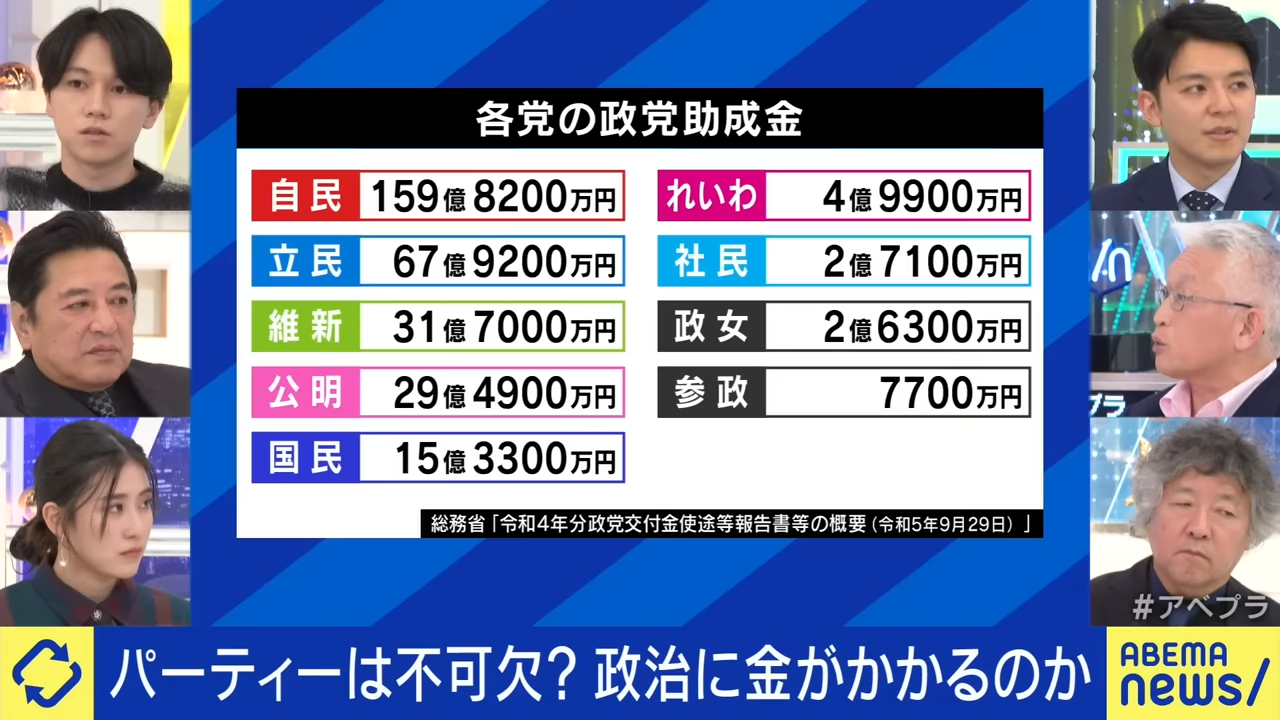 各党の政党助成金
自民 159億8200万円
立民 67億9200万円
維新 31億7000万円
公明 29億4900万円
国民 15億3300万円
れいわ 4億9900万円
社民 2億7100万円
政女 2億6300万円
参政 7700万円
総務省「令和4年分政党交付金使途等報告書等の概要（令和5年9月29日）」
プラ
#アベプラ
パーティーは不可欠? 政治に金がかかるのか
ABEMA
news/